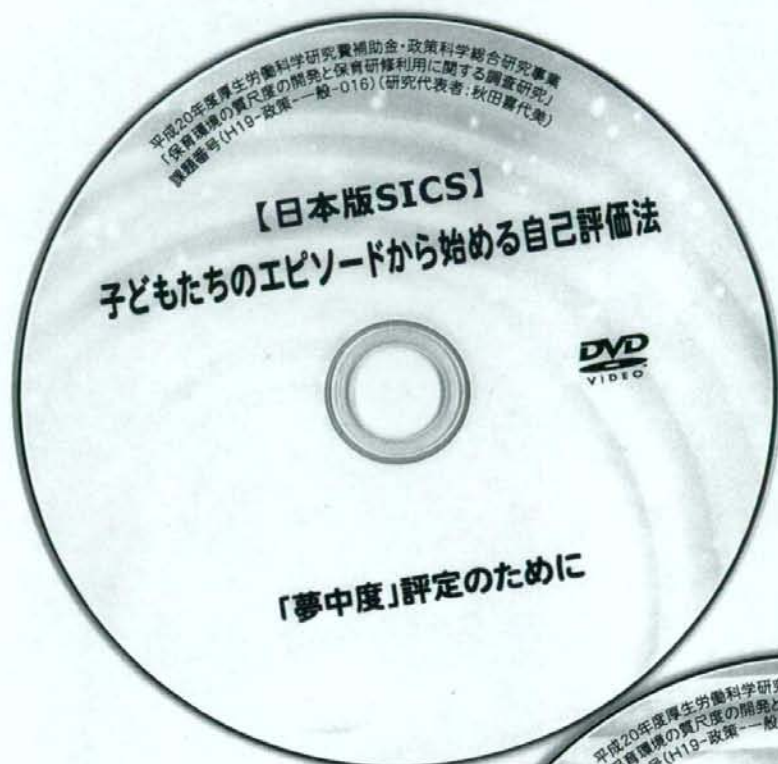 平成20年度厚生労働科学研究費補助金・政策科学総合研究事業
「保育環境の質尺度の開発と保育研修利用に関する調査研究」
課題番号(H19-政策-一般-016)(研究代表者:秋田喜代美)
【日本版SICS】
子どもたちのエピソードから始める自己評価法
DVD
VIDEO
「夢中度」評定のために
平成20年度厚生労働科学研究
育環境の質尺度の開発と
(H19-政策-一般